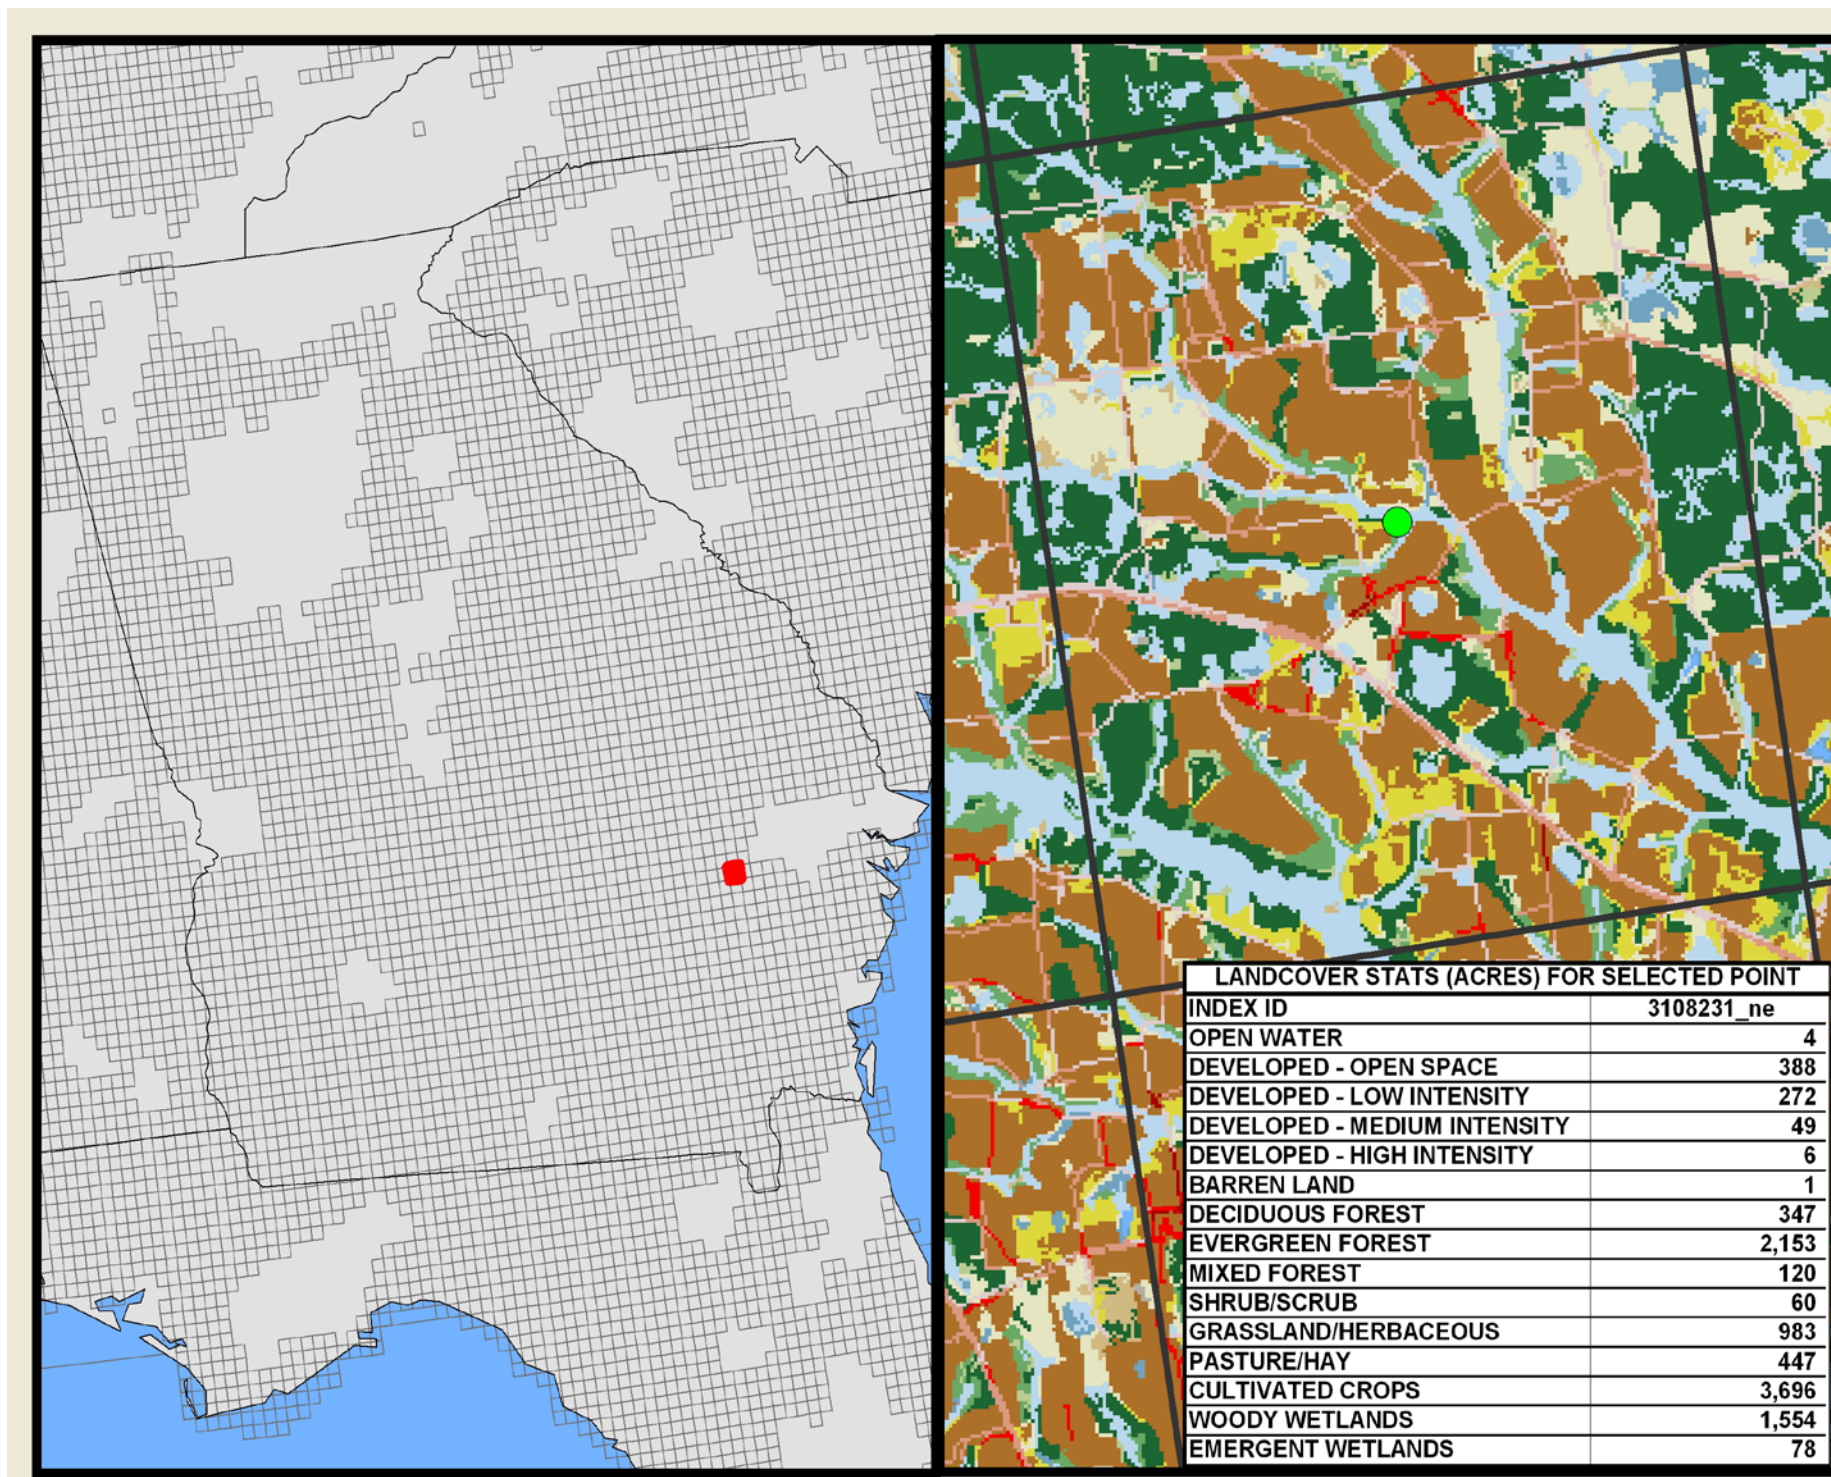 LANDCOVER STATS (ACRES) FOR SELECTED POINT
INDEX ID 3108231_ne
OPEN WATER 4
DEVELOPED - OPEN SPACE 388
DEVELOPED - LOW INTENSITY 272
DEVELOPED - MEDIUM INTENSITY 49
DEVELOPED - HIGH INTENSITY 6
BARREN LAND 1
DECIDUOUS FOREST 347
EVERGREEN FOREST 2,153
MIXED FOREST 120
SHRUB/SCRUB 60
GRASSLAND/HERBACEOUS 983
PASTURE/HAY 447
CULTIVATED CROPS 3,696
WOODY WETLANDS 1,554
EMERGENT WETLANDS 78